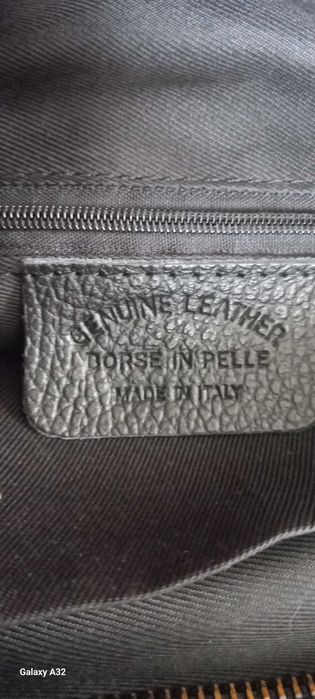 GENUINE LEATHER
BORSE IN PELLE
MADE IN ITALY
Galaxy A32